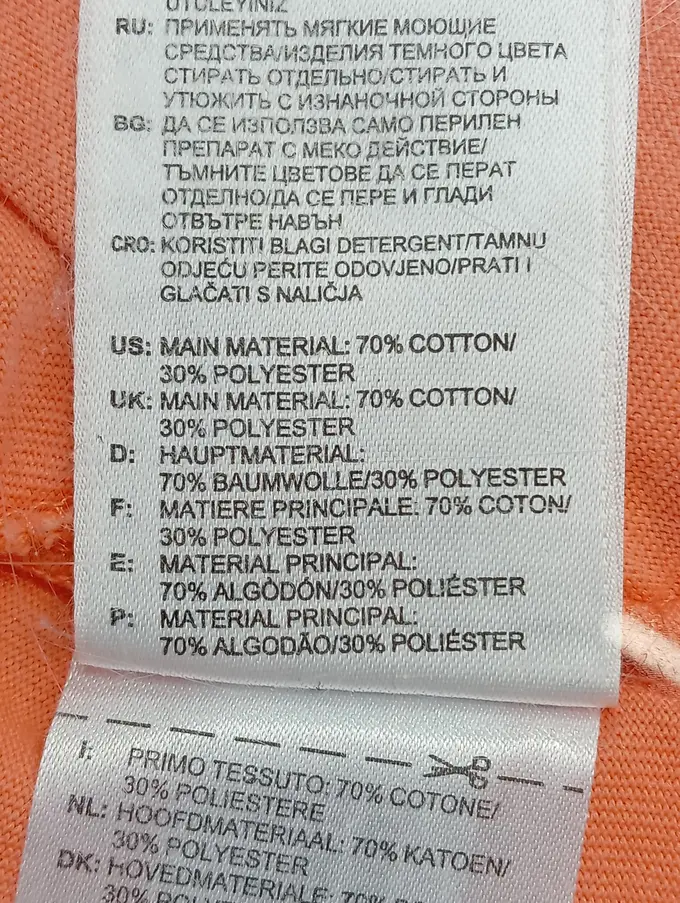 UTULEYINIZ
RU: ПРИМЕНЯТЬ МЯГКИЕ МОЮЩИЕ
СРЕДСТВА/ИЗДЕЛИЯ ТЕМНОГО ЦВЕТА
СТИРАТЬ ОТДЕЛЬНО/СТИРАТЬ И
УТЮЖИТЬ С ИЗНАНОЧНОЙ СТОРОНЫ
BG: ДА СЕ ИЗПОЛЗВА САМО ПЕРИЛЕН
ПРЕПАРАТ С МЕКО ДЕЙСТВИЕ/
ТЪМНИТЕ ЦВЕТОВЕ ДА СЕ ПЕРАТ
ОТДЕЛНО/ДА СЕ ПЕРЕ И ГЛАДИ
ОТВЪТРЕ НАВЪН
CRO: KORISTITI BLAGI DETERGENT/TAMNU
ODJEĆU PERITE ODOVJENO/PRATI I
GLAČATI S NALIČJA
US: MAIN MATERIAL: 70% COTTON/
30% POLYESTER
UK: MAIN MATERIAL: 70% COTTON/
30% POLYESTER
D: HAUPTMATERIAL:
70% BAUMWOLLE/30% POLYESTER
F: MATIERE PRINCIPALE: 70% COTON/
30% POLYESTER
E: MATERIAL PRINCIPAL:
70% ALGÒDÓN/30% POLIÉSTER
P: MATERIAL PRINCIPAL:
70% ALGODÃO/30% POLIÉSTER
I: PRIMO TESSUTO: 70% COTONE/
30% POLIESTERE
NL: HOOFDMATERIAAL: 70% KATOEN/
30% POLYESTER
DK: HOVEDMATERIALE: 70%
30%